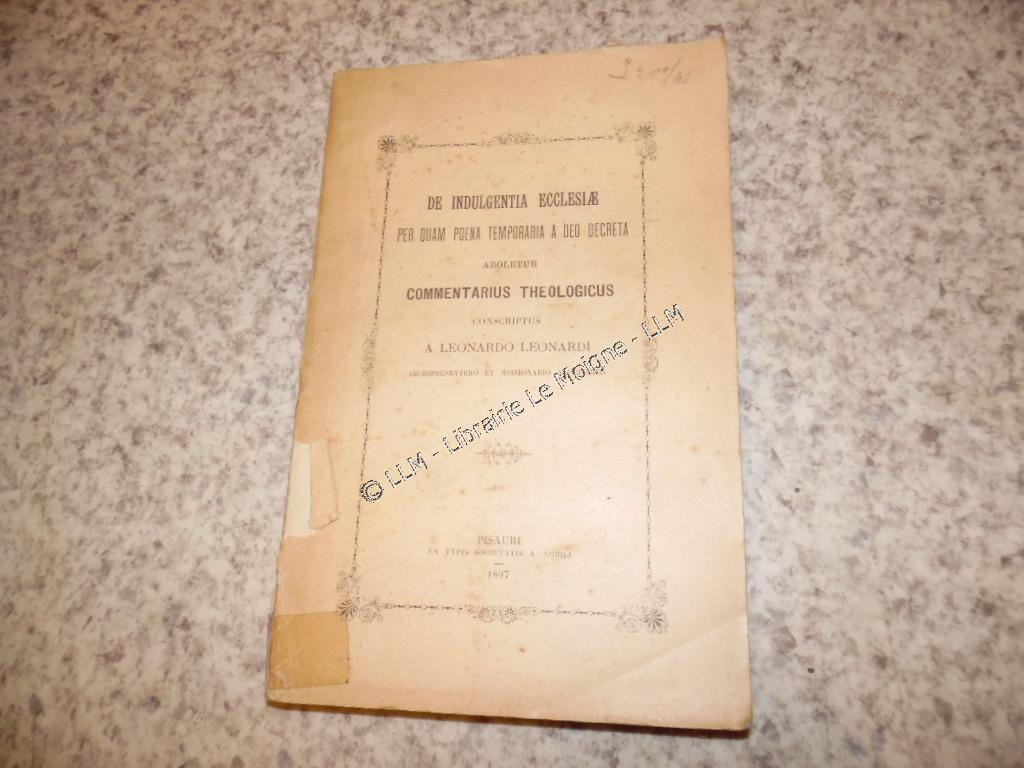 DE INDULGENTIA ECCLESIÆ
PER QUAM POENA TEMPORARIA A DEO DECRETA
ABOLETUR
COMMENTARIUS THEOLOGICUS
CONSCRIPTUS
A LEONARDO LEONARDI
ARCHIPRESBYTERO ET MISSIONARIO
© LLM - Librairie Le Moigne - LLM
PISAURI
EX TYPIS SOCIETATIS A NOBILI
1897